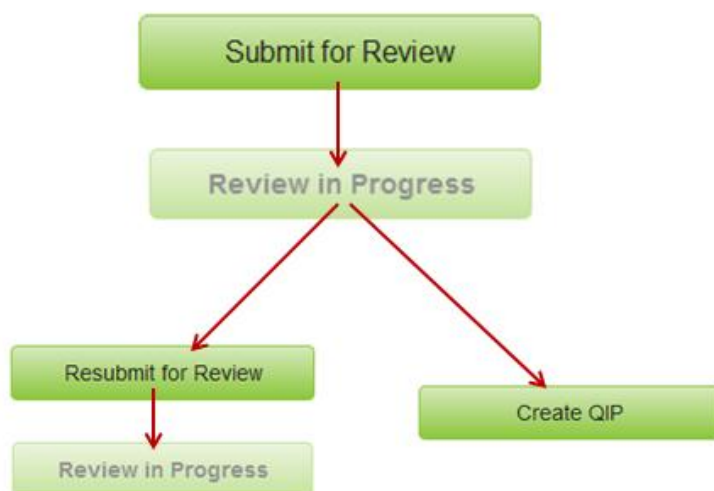 Submit for Review
Review in Progress
Resubmit for Review
Create QIP
Review in Progress